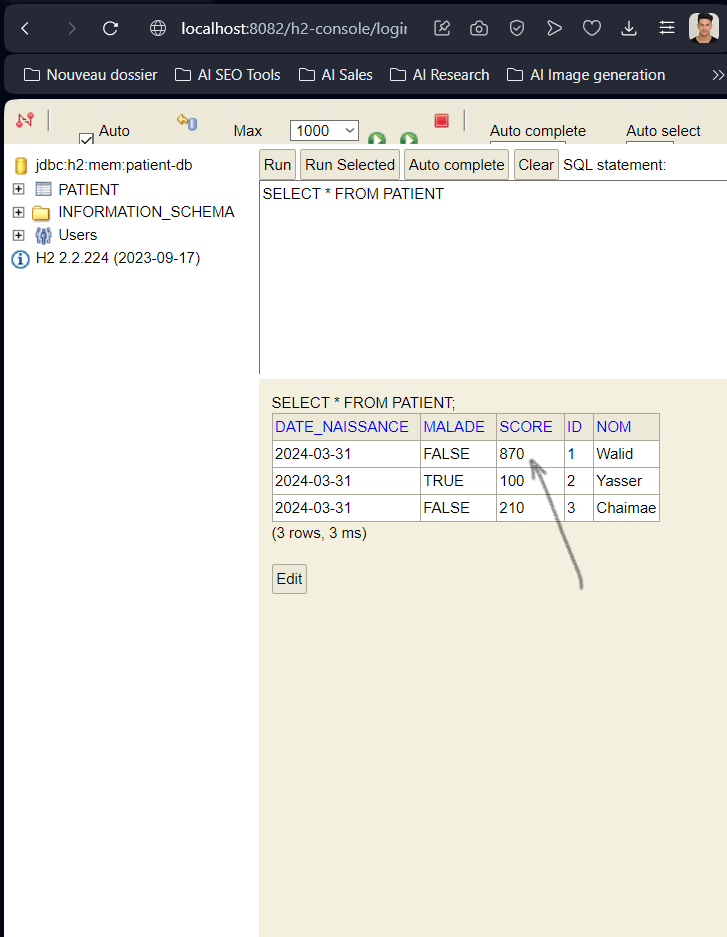 localhost:8082/h2-console/login
Nouveau dossier AI SEO Tools AI Sales AI Research AI Image generation
Auto Max 1000 Auto complete Auto select
jdbc:h2:mem:patient-db
PATIENT
INFORMATION_SCHEMA
Users
H2 2.2.224 (2023-09-17)
Run Run Selected Auto complete Clear SQL statement:
SELECT * FROM PATIENT
SELECT * FROM PATIENT;
DATE_NAISSANCE MALADE SCORE ID NOM
2024-03-31 FALSE 870 1 Walid
2024-03-31 TRUE 100 2 Yasser
2024-03-31 FALSE 210 3 Chaimae
(3 rows, 3 ms)
Edit